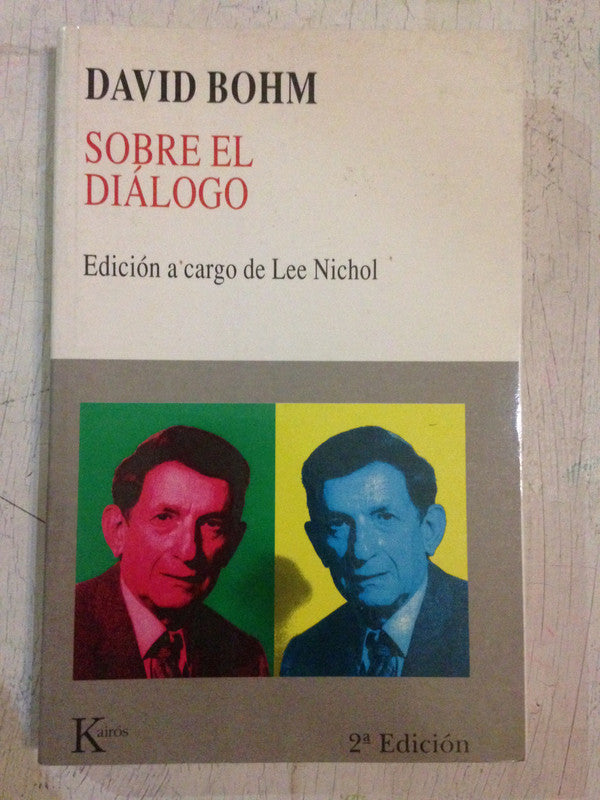 DAVID BOHM
SOBRE EL
DIÁLOGO
Edición a cargo de Lee Nichol
Kairós
2ª Edición